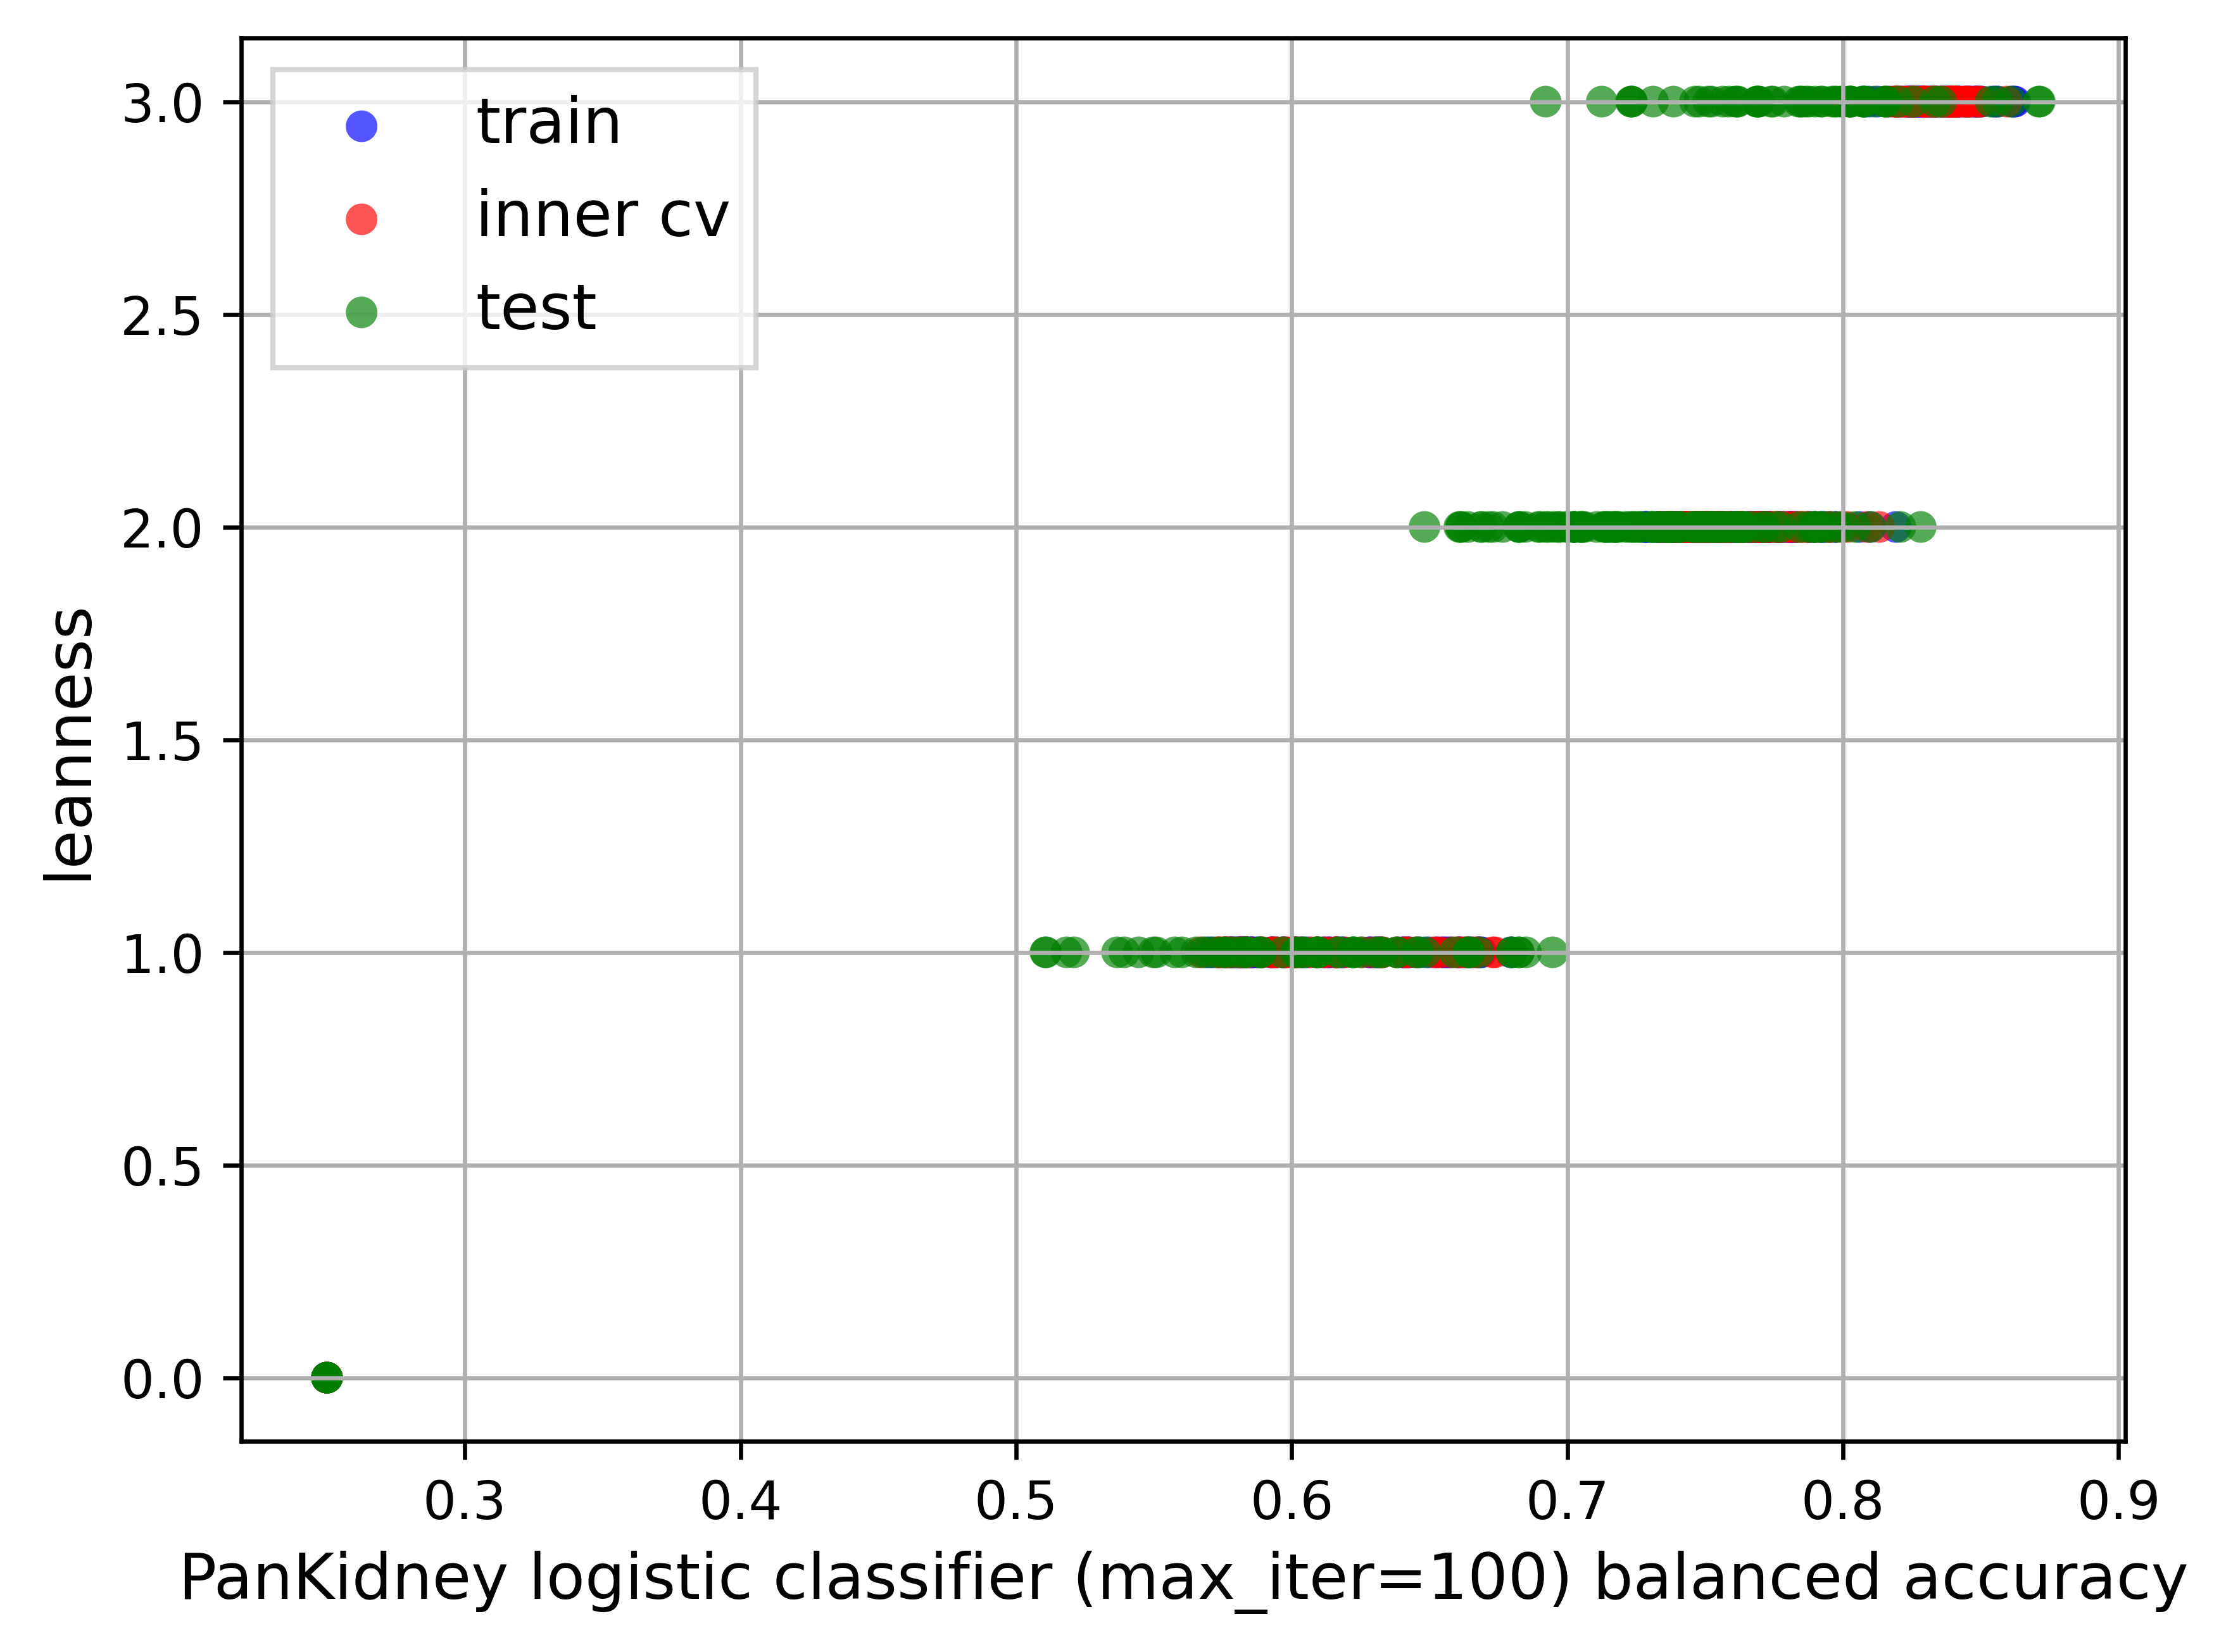 train
inner cv
test
3.0
2.5
2.0
1.5
1.0
0.5
0.0
leanness
0.3 0.4 0.5 0.6 0.7 0.8 0.9
PanKidney logistic classifier (max_iter=100) balanced accuracy